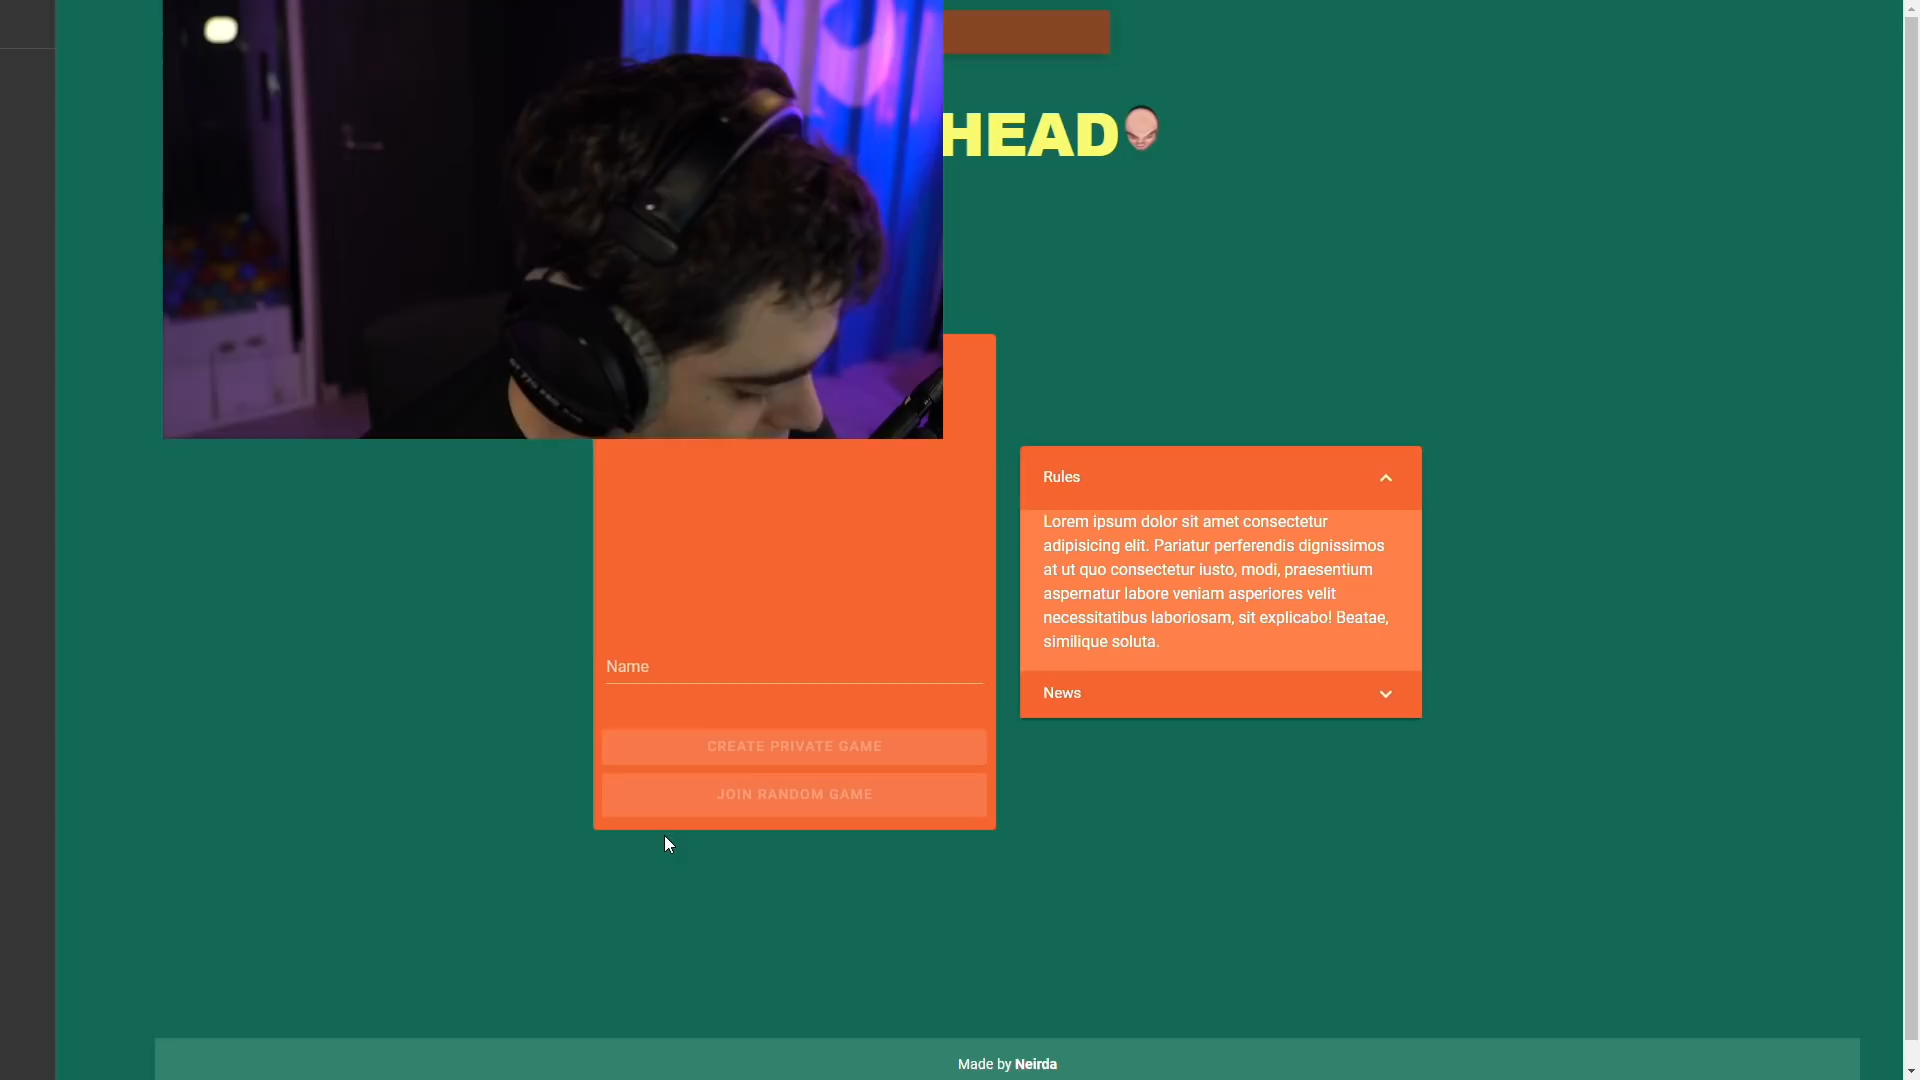 HEAD
Rules
Lorem ipsum dolor sit amet consectetur
adipisicing elit. Pariatur perferendis dignissimos
at ut quo consectetur iusto, modi, praesentium
aspernatur labore veniam asperiores velit
necessitatibus laboriosam, sit explicabo! Beatae,
similique soluta.
News
Name
CREATE PRIVATE GAME
JOIN RANDOM GAME
Made by Neirda